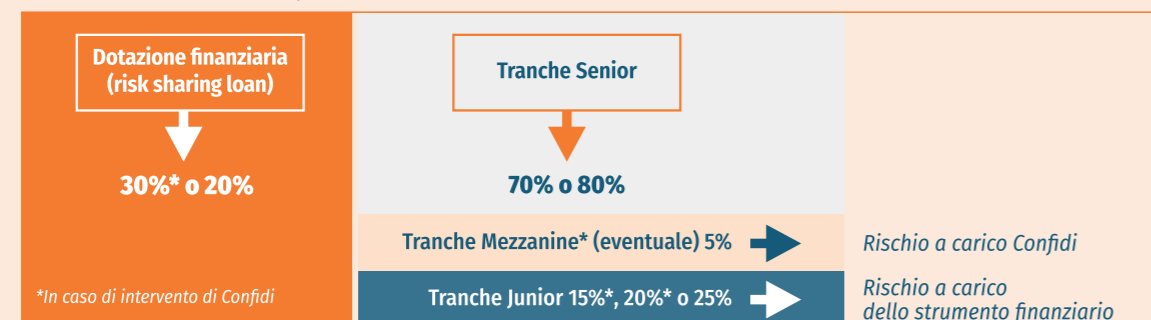 Dotazione finanziaria
(risk sharing loan)
30%* o 20%
*In caso di intervento di Confidi
Tranche Senior
70% o 80%
Tranche Mezzanine* (eventuale) 5%
Rischio a carico Confidi
Tranche Junior 15%*, 20%* o 25%
Rischio a carico
dello strumento finanziario